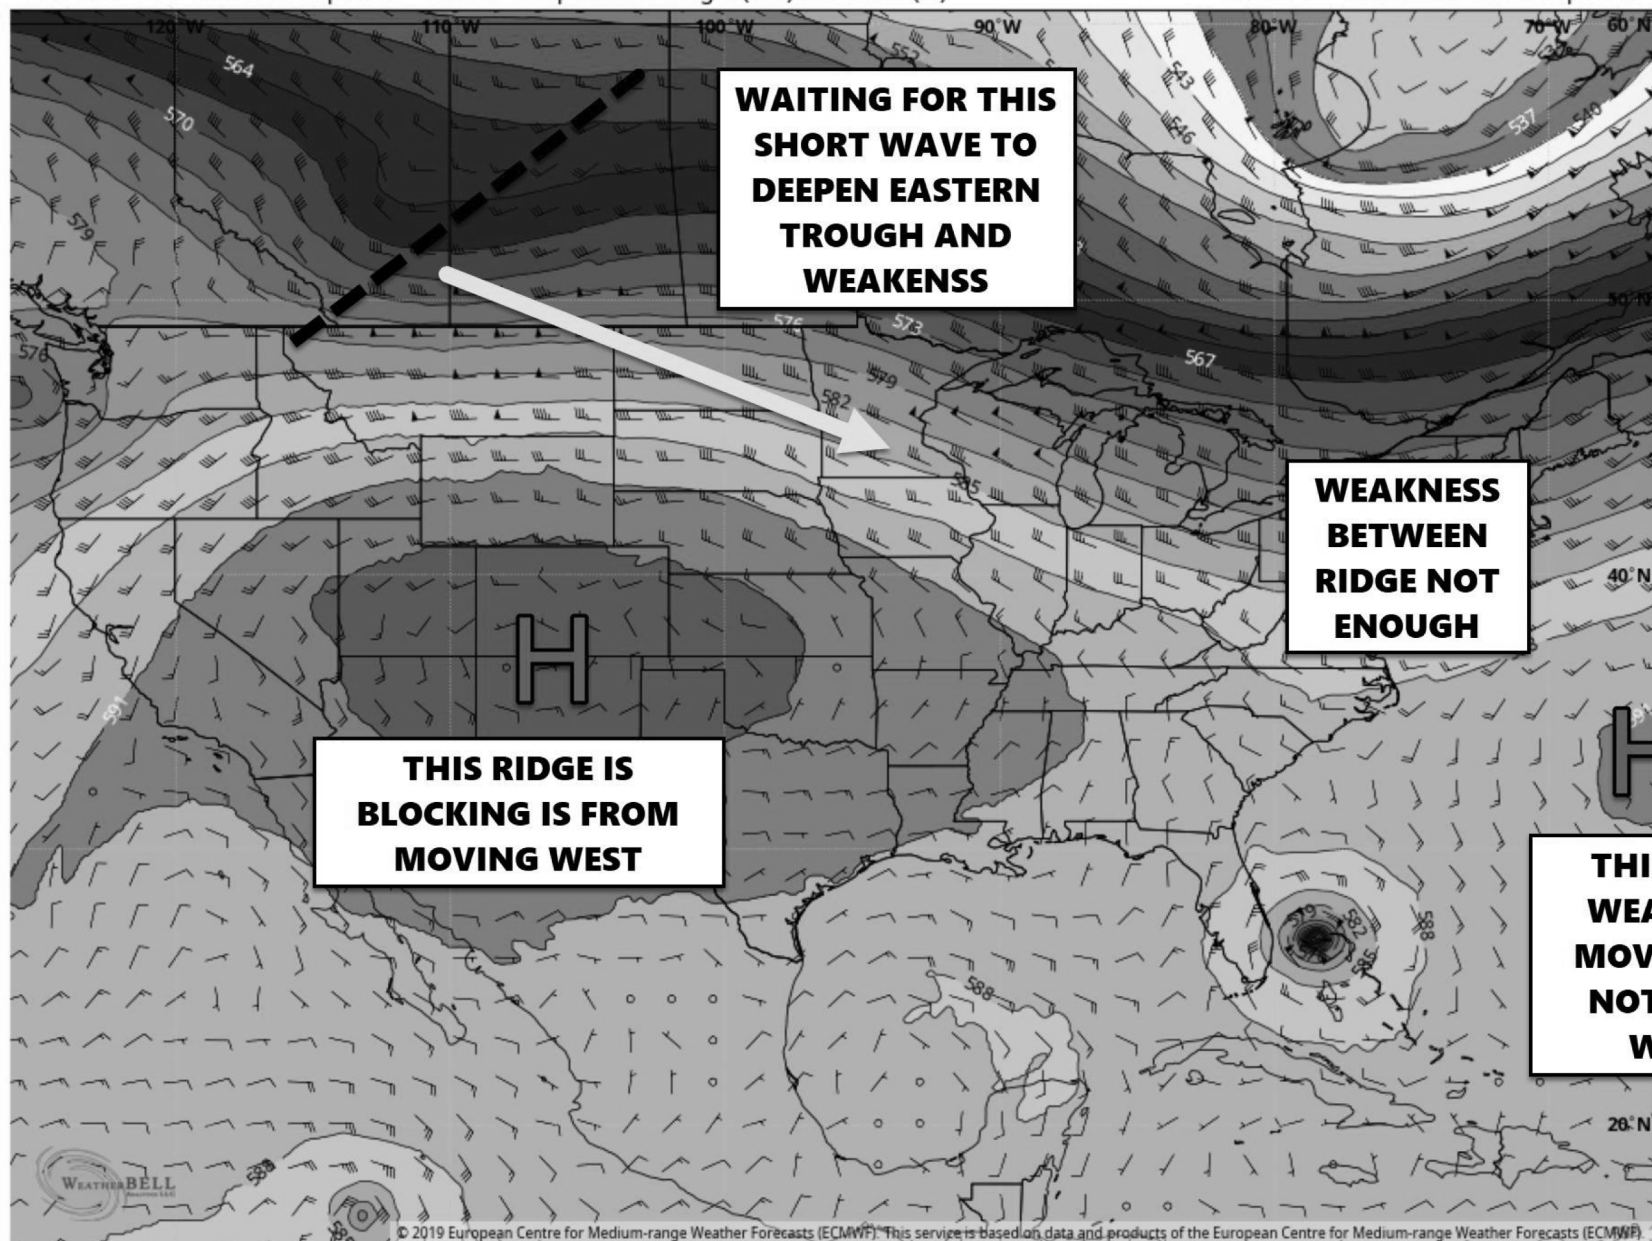 120°W 110°W 100°W 90°W 80°W 70°W 60°N
552
564
543
570
537
540
546
WAITING FOR THIS
SHORT WAVE TO
DEEPEN EASTERN
TROUGH AND
WEAKENSS
579
50°N
576
573
576
567
579
582
585
WEAKNESS
BETWEEN
RIDGE NOT
ENOUGH
40°N
H
591
591
H
THIS RIDGE IS
BLOCKING IS FROM
MOVING WEST
THI
WEA
MOV
NOT
W
579
582
585
588
588
20°N
588
WEATHERBELL
© 2019 European Centre for Medium-range Weather Forecasts (ECMWF). This service is based on data and products of the European Centre for Medium-range Weather Forecasts (ECMWF).